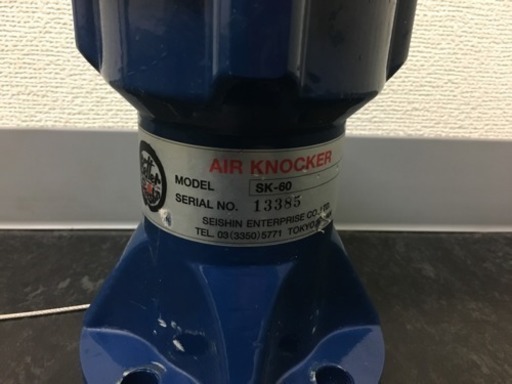 AIR KNOCKER
MODEL SK-60
SERIAL NO. 13385
SEISHIN ENTERPRISE CO., LTD.
TEL. 03(3350)5771 TOKYO